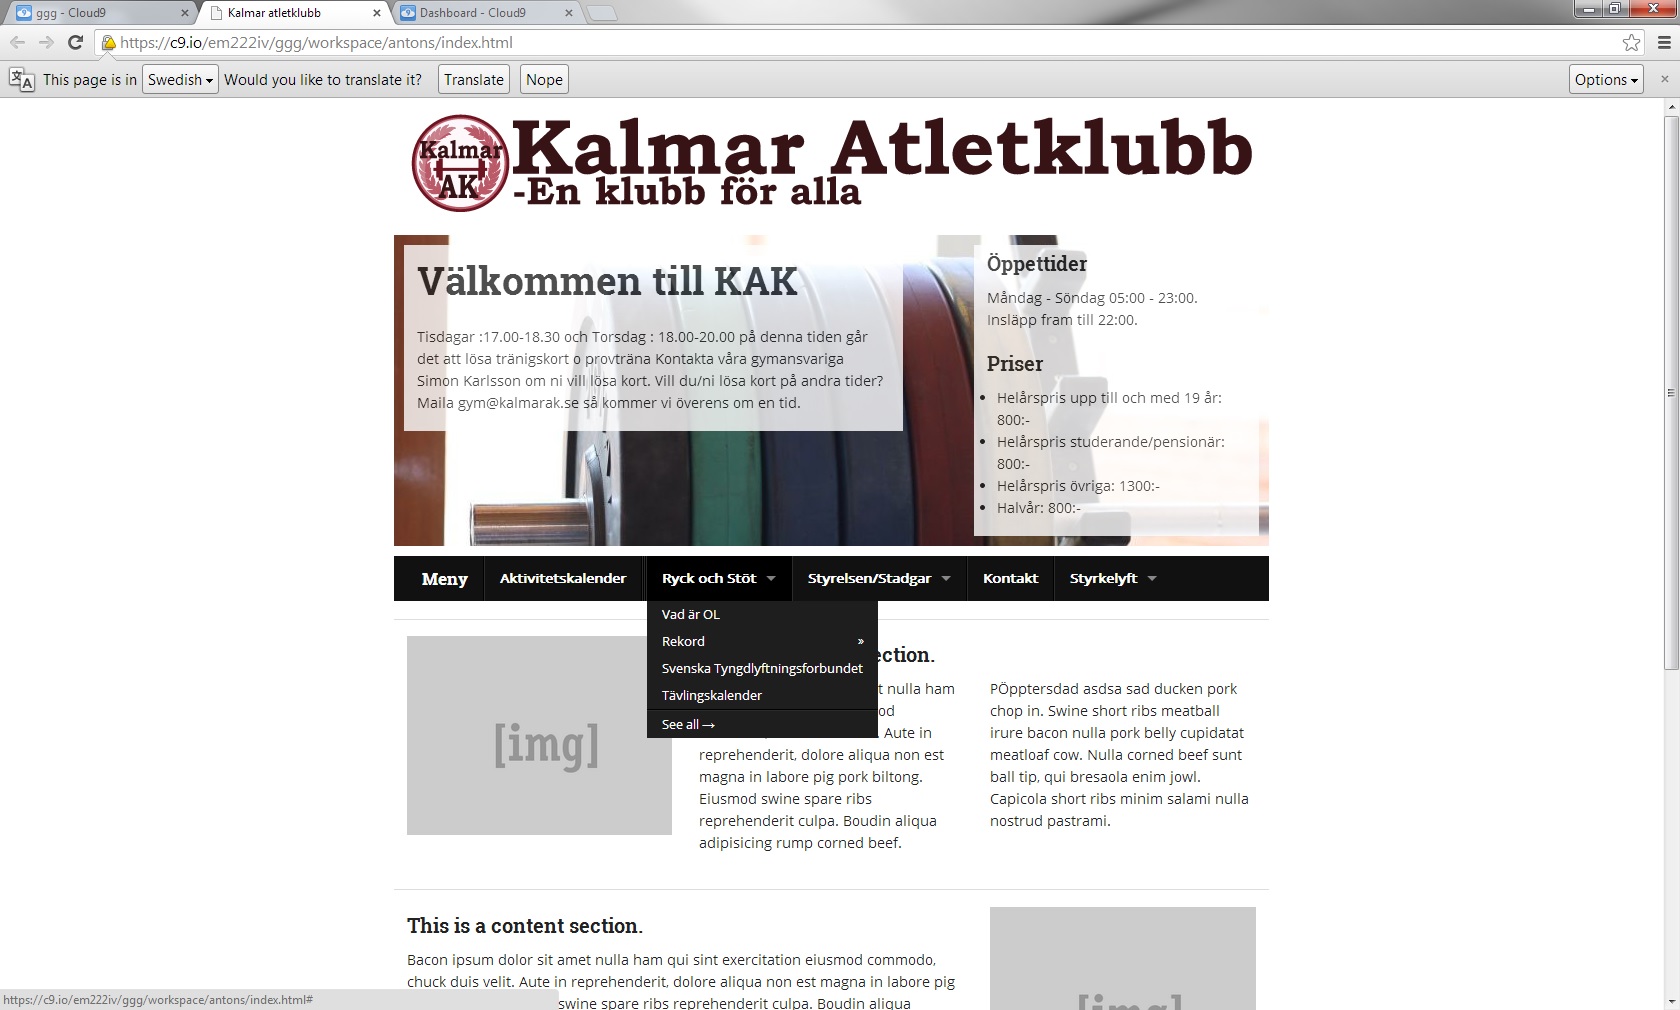 ggg - Cloud9
Kalmar atletklubb
Dashboard - Cloud9
https://c9.io/em222iv/ggg/workspace/antons/index.html
This page is in Swedish Would you like to translate it? Translate Nope Options
Kalmar AK
Kalmar Atletklubb
-En klubb för alla
Välkommen till KAK
Tisdagar :17.00-18.30 och Torsdag : 18.00-20.00 på denna tiden går
det att lösa tränigskort o provträna Kontakta våra gymansvariga
Simon Karlsson om ni vill lösa kort. Vill du/ni lösa kort på andra tider?
Maila gym@kalmarak.se så kommer vi överens om en tid.
Öppettider
Måndag - Söndag 05:00 - 23:00.
Insläpp fram till 22:00.
Priser
• Helårspris upp till och med 19 år:
800:-
• Helårspris studerande/pensionär:
800:-
• Helårspris övriga: 1300:-
• Halvår: 800:-
Meny Aktivitetskalender Ryck och Stöt Styrelsen/Stadgar Kontakt Styrkelyft
Vad är OL
Rekord »
Svenska Tyngdlyftningsforbundet
Tävlingskalender
See all →
[img]
ection.
t nulla ham
od
. Aute in
reprehenderit, dolore aliqua non est
magna in labore pig pork biltong.
Eiusmod swine spare ribs
reprehenderit culpa. Boudin aliqua
adipisicing rump corned beef.
PÖpptersdad asdsa sad ducken pork
chop in. Swine short ribs meatball
irure bacon nulla pork belly cupidatat
meatloaf cow. Nulla corned beef sunt
ball tip, qui bresaola enim jowl.
Capicola short ribs minim salami nulla
nostrud pastrami.
This is a content section.
Bacon ipsum dolor sit amet nulla ham qui sint exercitation eiusmod commodo,
chuck duis velit. Aute in reprehenderit, dolore aliqua non est magna in labore pig
swine spare ribs reprehenderit culpa. Boudin aliqua
[img]
https://c9.io/em222iv/ggg/workspace/antons/index.html#